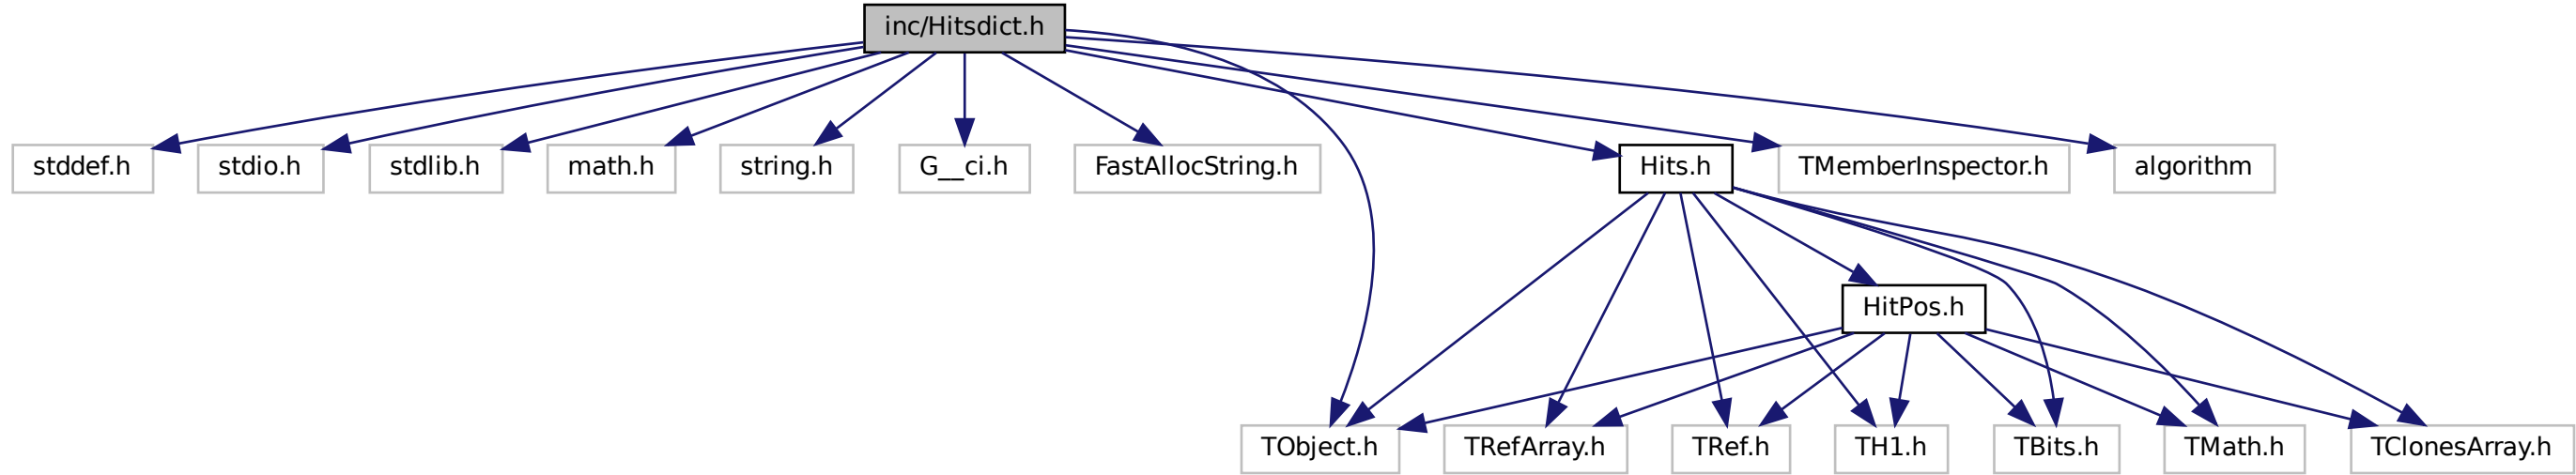 inc/Hitsdict.h
stddef.h
stdio.h
stdlib.h
math.h
string.h
G__ci.h
FastAllocString.h
Hits.h
TMemberInspector.h
algorithm
HitPos.h
TObject.h
TRefArray.h
TRef.h
TH1.h
TBits.h
TMath.h
TClonesArray.h